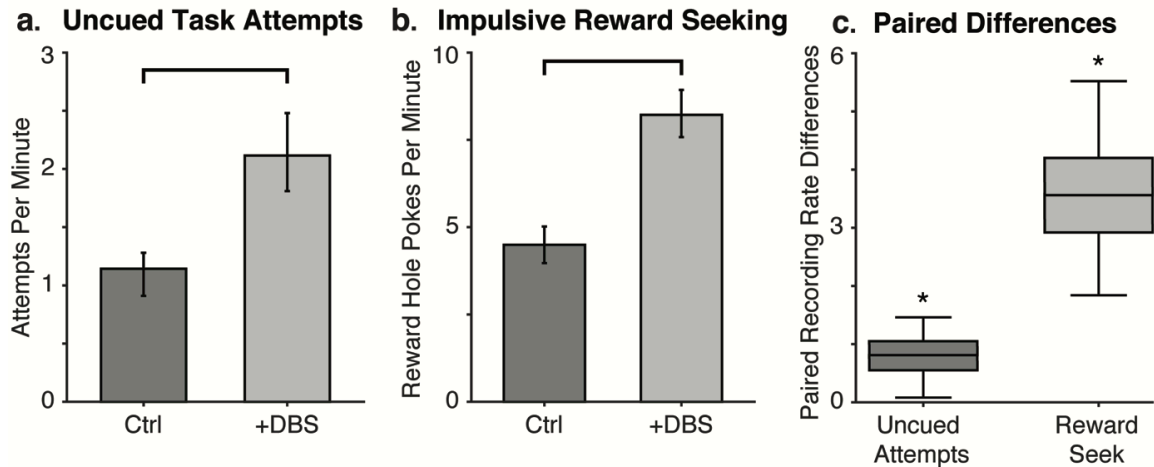 a. Uncued Task Attempts
Attempts Per Minute
3
2
1
0
Ctrl
+DBS
b. Impulsive Reward Seeking
Reward Hole Pokes Per Minute
10
5
0
Ctrl
+DBS
c. Paired Differences
Paired Recording Rate Differences
6
3
0
*
*
Uncued
Attempts
Reward
Seek